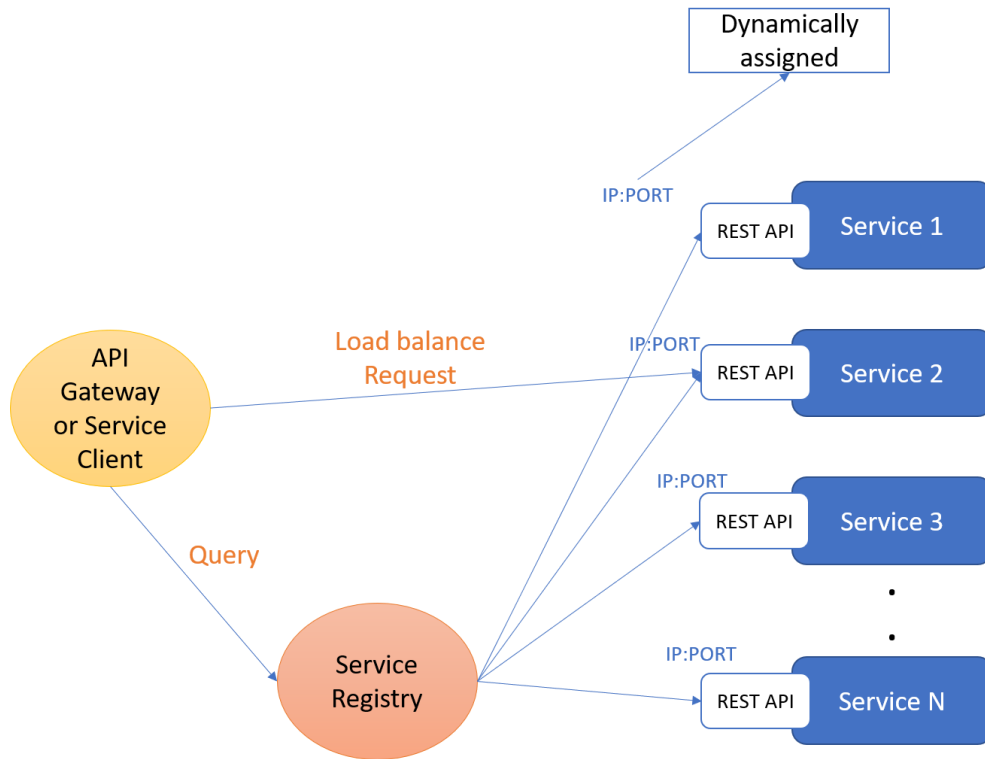 Dynamically
assigned
IP:PORT
REST API
Service 1
Load balance
Request
IP:PORT
REST API
Service 2
API
Gateway
or Service
Client
IP:PORT
REST API
Service 3
Query
.
.
IP:PORT
REST API
Service N
Service
Registry